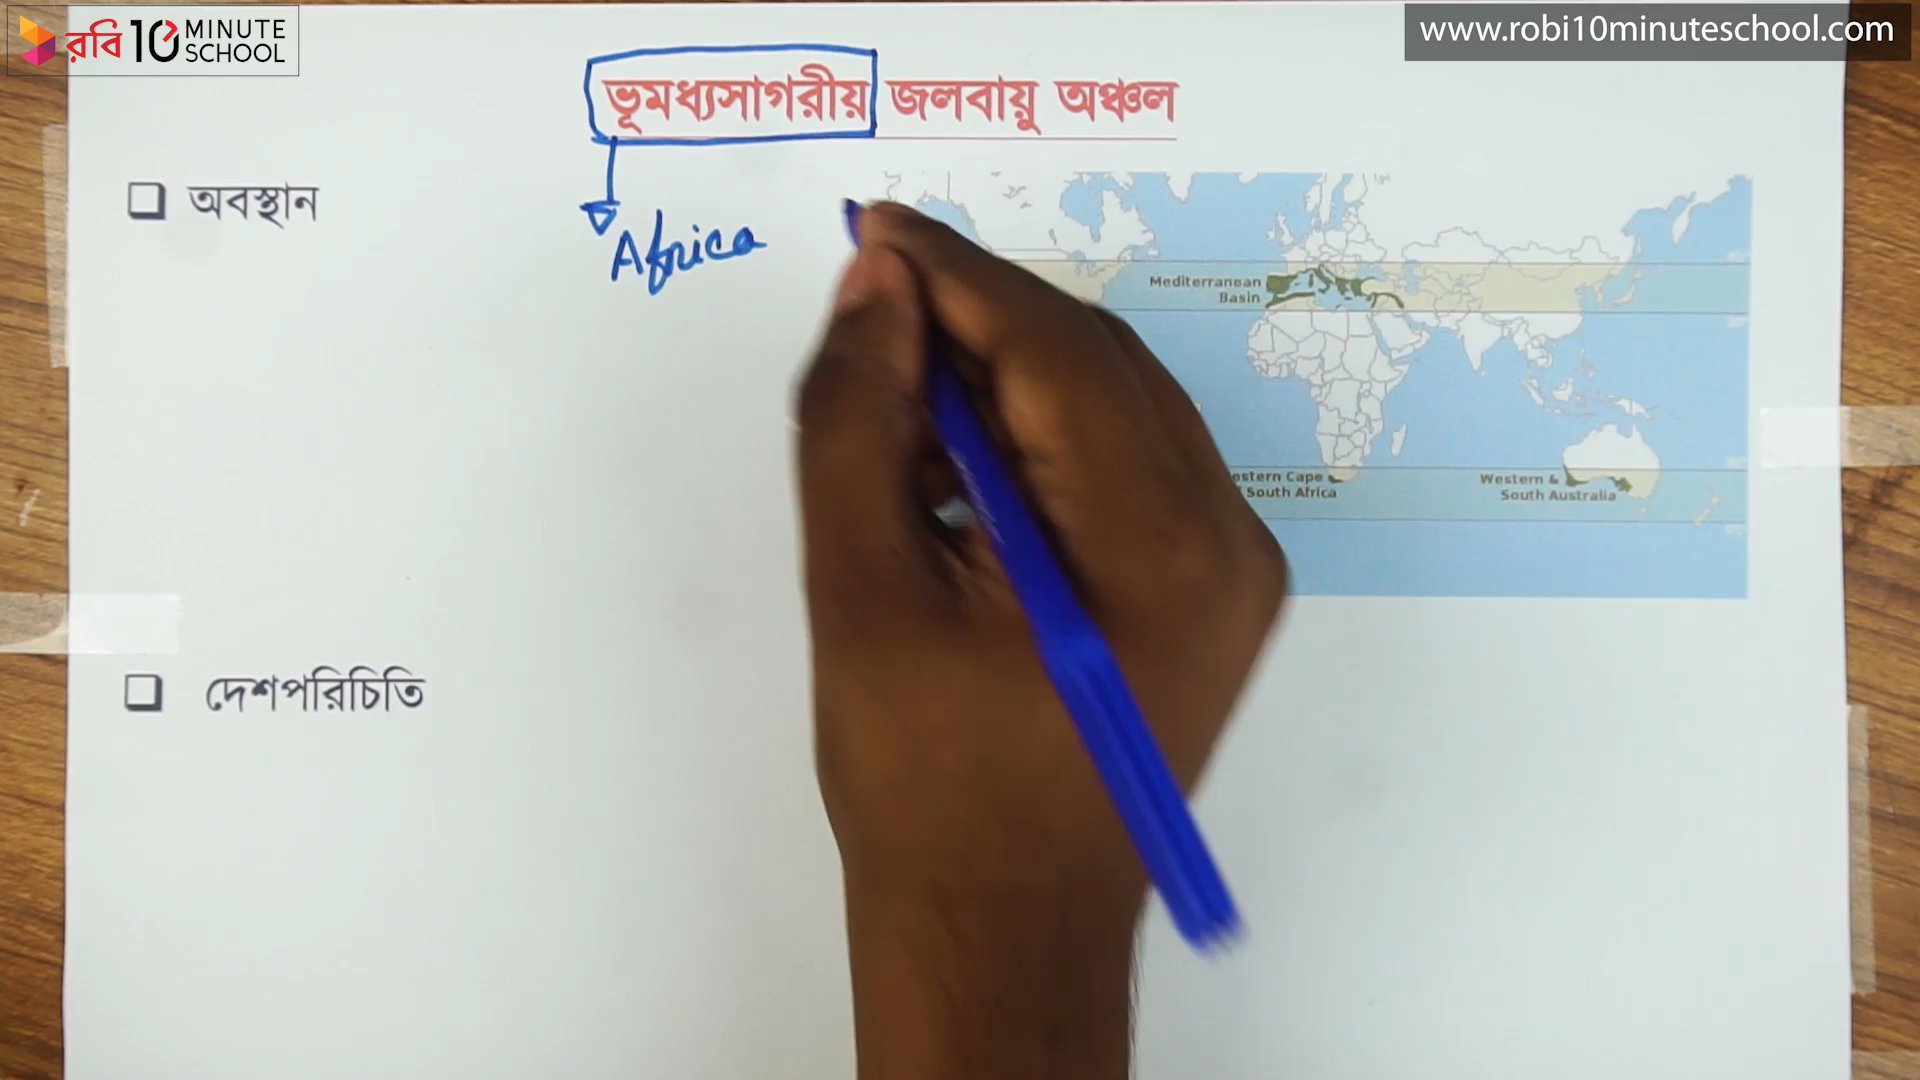 রবি 10 MINUTE SCHOOL
www.robi10minuteschool.com
ভূমধ্যসাগরীয় জলবায়ু অঞ্চল
অবস্থান
Africa
Mediterranean
Basin
Cape
South Africa
Western &
South Australia
দেশপরিচিতি